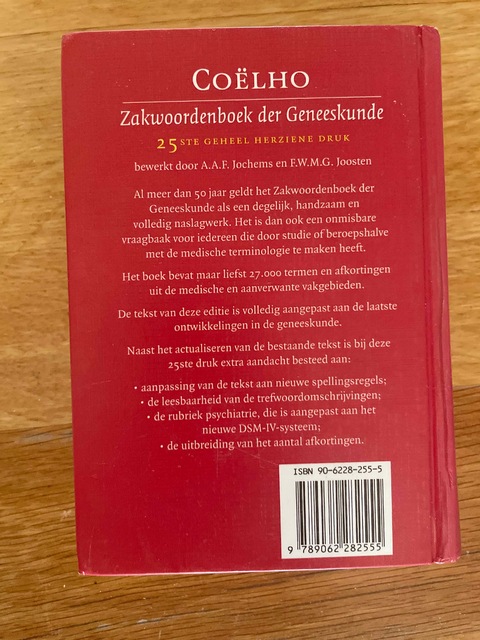 COËLHO
Zakwoordenboek der Geneeskunde
25STE GEHEEL HERZIENE DRUK
bewerkt door A.A.F. Jochems en F.W.M.G. Joosten
Al meer dan 50 jaar geldt het Zakwoordenboek der
Geneeskunde als een degelijk, handzaam en
volledig naslagwerk. Het is dan ook een onmisbare
vraagbaak voor iedereen die door studie of beroepshalve
met de medische terminologie te maken heeft.
Het boek bevat maar liefst 27.000 termen en afkortingen
uit de medische en aanverwante vakgebieden.
De tekst van deze editie is volledig aangepast aan de laatste
ontwikkelingen in de geneeskunde.
Naast het actualiseren van de bestaande tekst is bij deze
25ste druk extra aandacht besteed aan:
• aanpassing van de tekst aan nieuwe spellingsregels;
• de leesbaarheid van de trefwoordomschrijvingen;
• de rubriek psychiatrie, die is aangepast aan het
nieuwe DSM-IV-systeem;
• de uitbreiding van het aantal afkortingen.
ISBN 90-6228-255-5
9 789062 282555